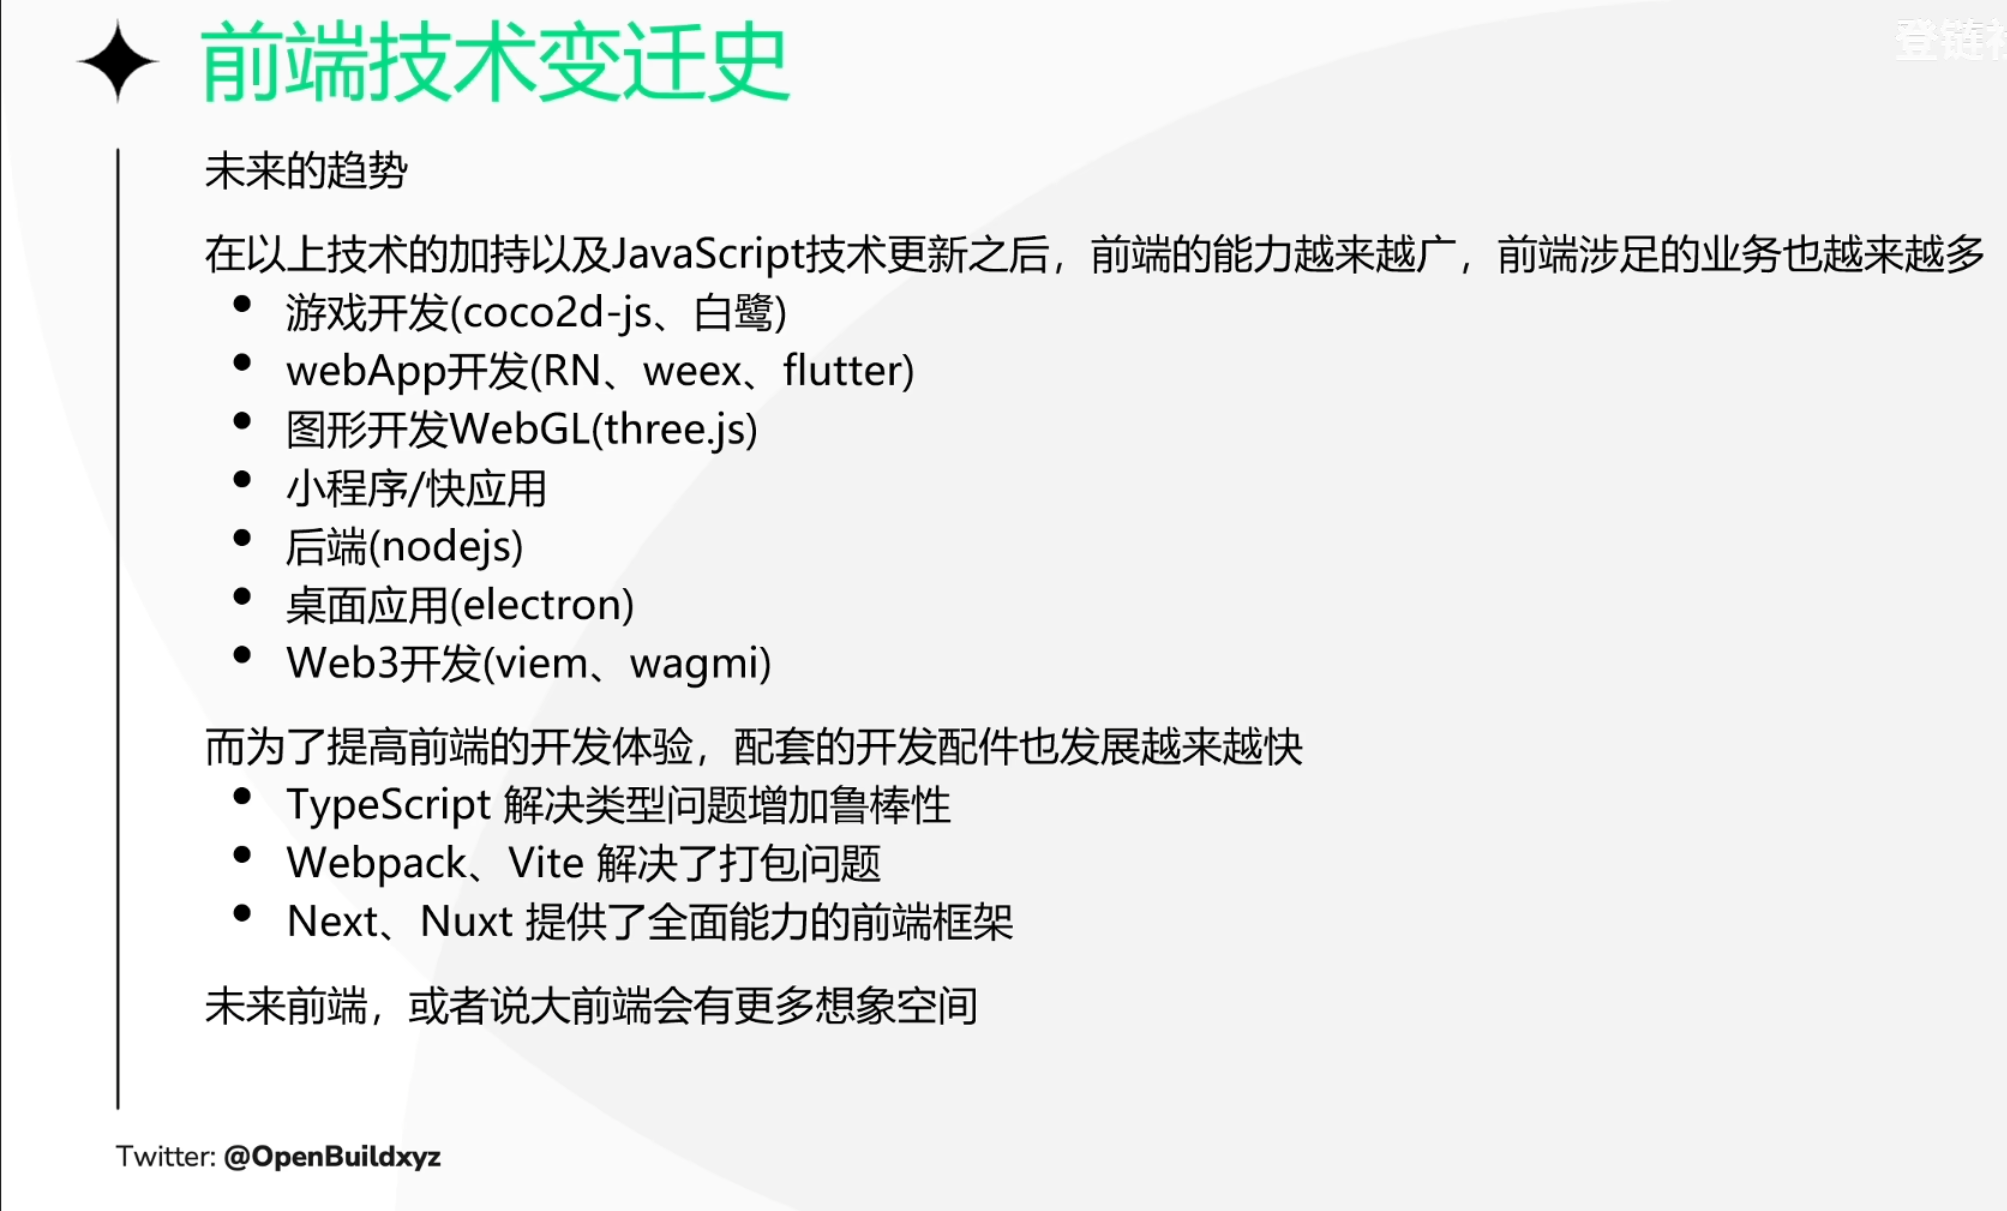 前端技术变迁史
登链社
未来的趋势
在以上技术的加持以及JavaScript技术更新之后，前端的能力越来越广，前端涉足的业务也越来越多
• 游戏开发(coco2d-js、白鹭)
• webApp开发(RN、weex、flutter)
• 图形开发WebGL(three.js)
• 小程序/快应用
• 后端(nodejs)
• 桌面应用(electron)
• Web3开发(viem、wagmi)
而为了提高前端的开发体验，配套的开发配件也发展越来越快
• TypeScript 解决类型问题增加鲁棒性
• Webpack、Vite 解决了打包问题
• Next、Nuxt 提供了全面能力的前端框架
未来前端，或者说大前端会有更多想象空间
Twitter: @OpenBuildxyz